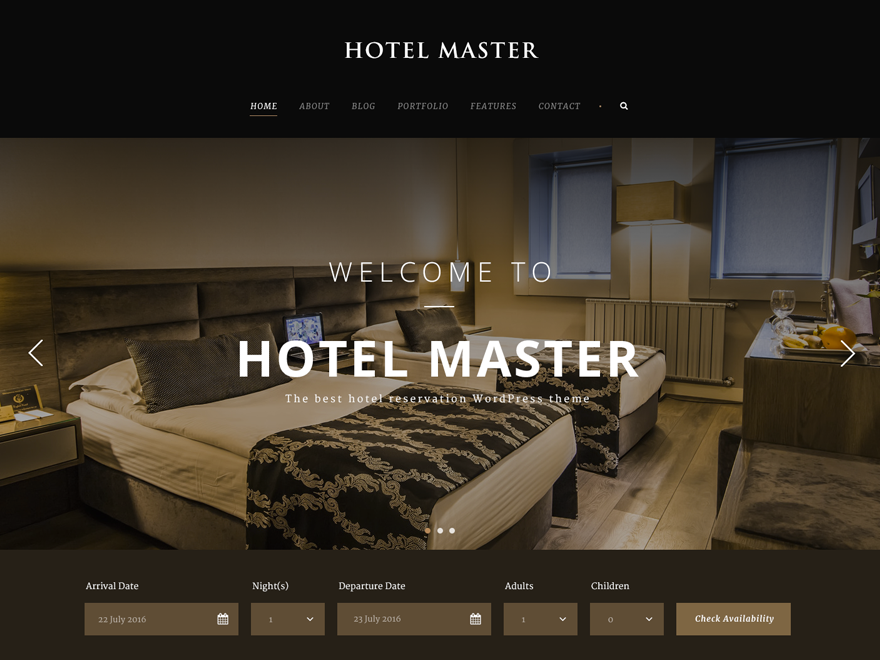 HOTEL MASTER
HOME ABOUT BLOG PORTFOLIO FEATURES CONTACT
WELCOME TO
HOTEL MASTER
The best hotel reservation WordPress theme
Arrival Date Night(s) Departure Date Adults Children
22 July 2016 1 23 July 2016 1 0 Check Availability